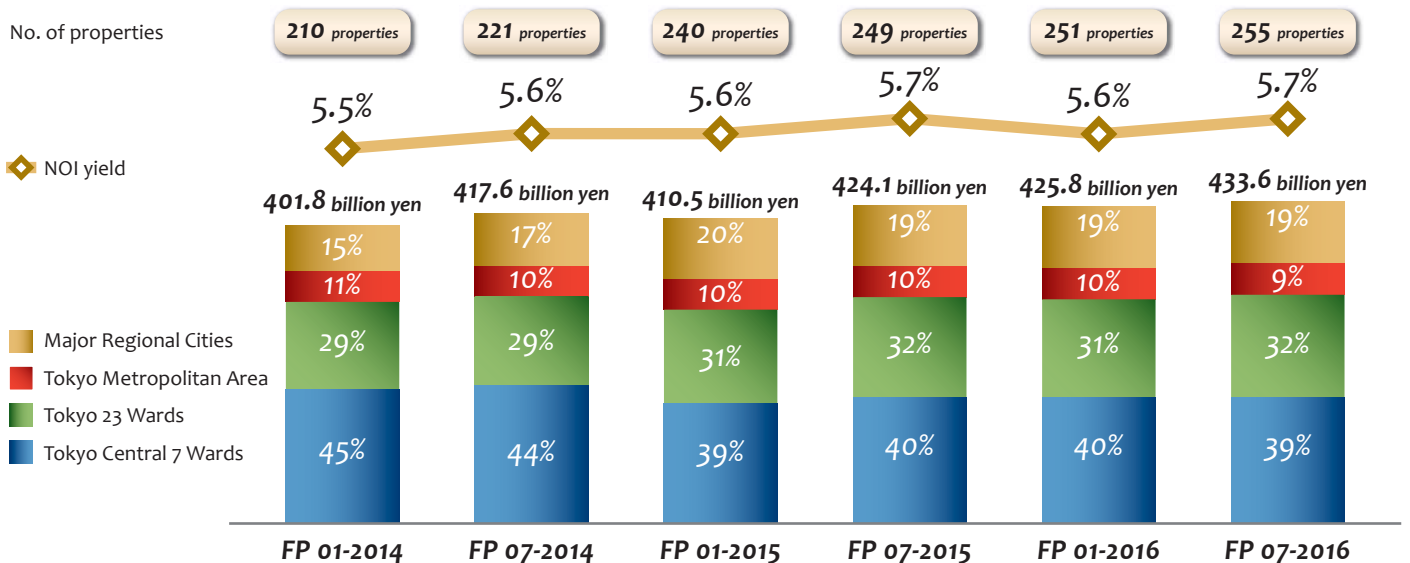 No. of properties
210 properties 221 properties 240 properties 249 properties 251 properties 255 properties
5.5% 5.6% 5.6% 5.7% 5.6% 5.7%
NOI yield
401.8 billion yen 417.6 billion yen 410.5 billion yen 424.1 billion yen 425.8 billion yen 433.6 billion yen
15% 17% 20% 19% 19% 19%
11% 10% 10% 10% 10% 9%
29% 29% 31% 32% 31% 32%
45% 44% 39% 40% 40% 39%
Major Regional Cities
Tokyo Metropolitan Area
Tokyo 23 Wards
Tokyo Central 7 Wards
FP 01-2014 FP 07-2014 FP 01-2015 FP 07-2015 FP 01-2016 FP 07-2016